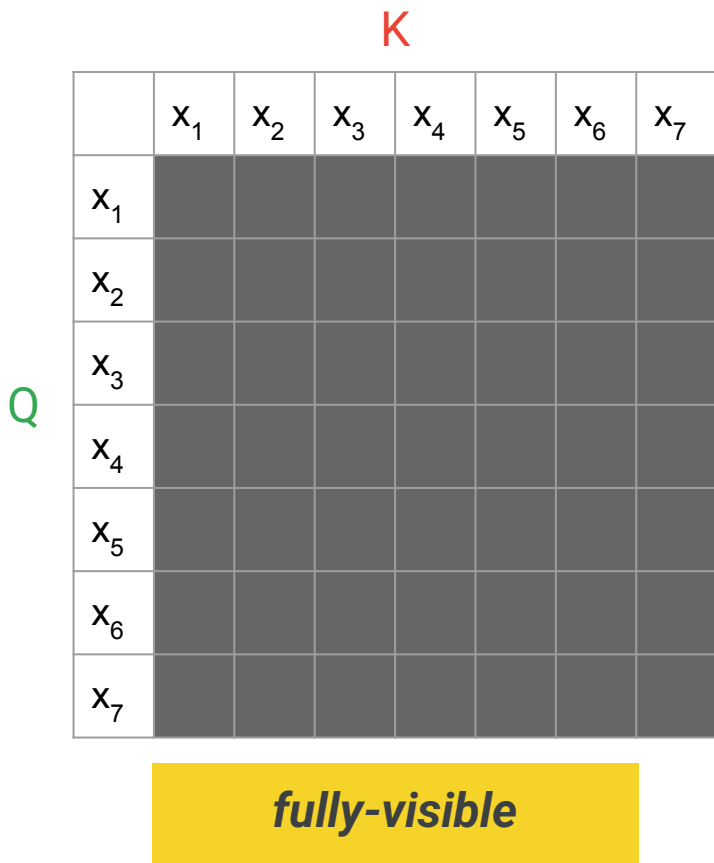 K
x₁ x₂ x₃ x₄ x₅ x₆ x₇
x₁
x₂
x₃
Q
x₄
x₅
x₆
x₇
fully-visible